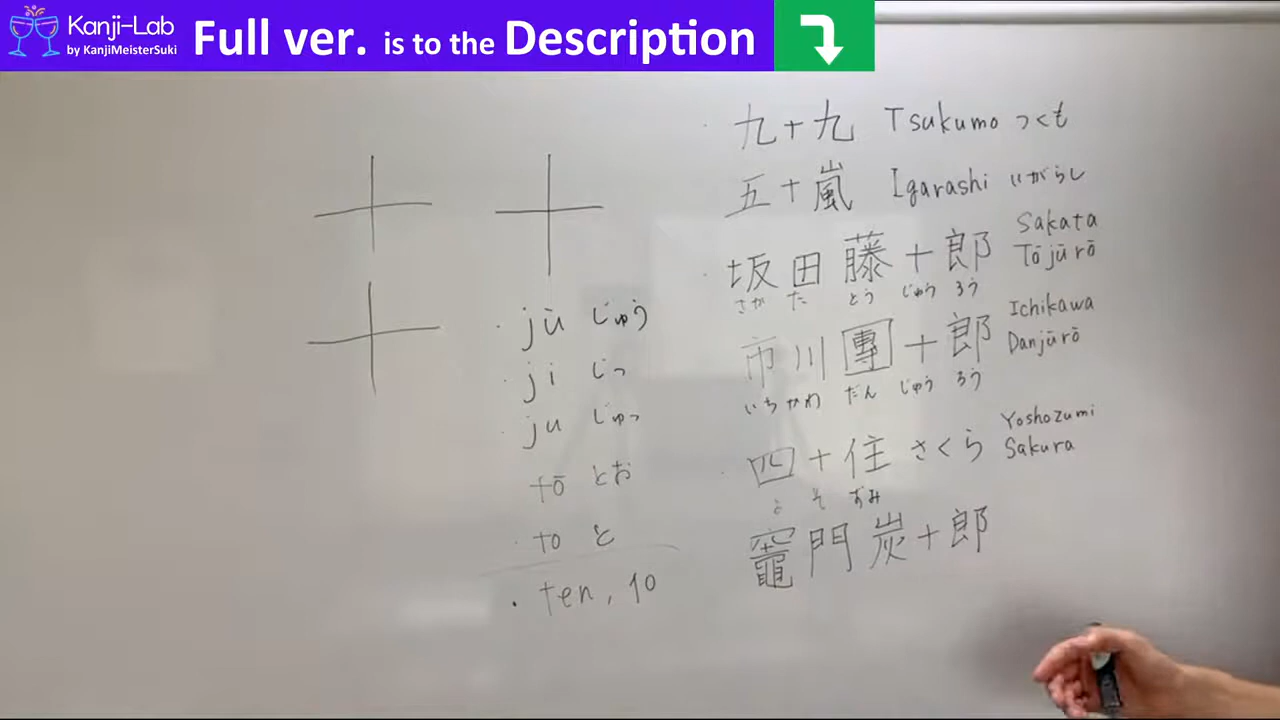 Kanji-Lab
by KanjiMeisterSuki
Full ver. is to the Description
十 十
十
・jū じゅう
・ji じっ
・ju じゅっ
tō とお
・to と
・ten, 10
・九十九 Tsukumo つくも
五十嵐 Igarashi いがらし
・坂田藤十郎 Sakata Tōjūrō
さか た とう じゅう ろう
市川團十郎 Ichikawa Danjūrō
いち かわ だん じゅう ろう
・四十住さくら Yoshozumi Sakura
よ そ ずみ
竈門炭十郎